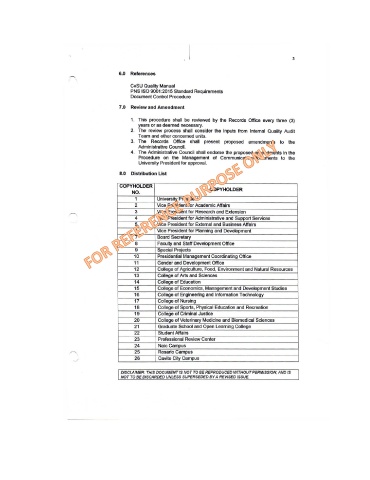 3
6.0 References
CvSU Quality Manual
PNS ISO 9001:2015 Standard Requirements
Document Control Procedure
7.0 Review and Amendment
1. This procedure shall be reviewed by the Records Office every three (3)
years or as deemed necessary.
2. The review process shall consider the inputs from Internal Quality Audit
Team and other concerned units.
3. The Records Office shall present proposed amendments to the
Administrative Council.
4. The Administrative Council shall endorse the proposed amendments in the
Procedure on the Management of Communication to the
University President for approval.
8.0 Distribution List
COPYHOLDER
NO. COPYHOLDER
1 University President
2 Vice President for Academic Affairs
3 Vice President for Research and Extension
4 Vice President for Administrative and Support Services
5 Vice President for External and Business Affairs
6 Vice President for Planning and Development
7 Board Secretary
8 Faculty and Staff Development Office
9 Special Projects
10 Presidential Management Coordinating Office
11 Gender and Development Office
12 College of Agriculture, Food, Environment and Natural Resources
13 College of Arts and Sciences
14 College of Education
15 College of Economics, Management and Development Studies
16 College of Engineering and Information Technology
17 College of Nursing
18 College of Sports, Physical Education and Recreation
19 College of Criminal Justice
20 College of Veterinary Medicine and Biomedical Sciences
21 Graduate School and Open Learning College
22 Student Affairs
23 Professional Review Center
24 Naic Campus
25 Rosario Campus
26 Cavite City Campus
FOR REFERENCE PURPOSE ONLY
DISCLAIMER: THIS DOCUMENT IS NOT TO BE REPRODUCED WITHOUT PERMISSION, AND IS
NOT TO BE DISCARDED UNLESS SUPERSEDED BY A REVISED ISSUE.